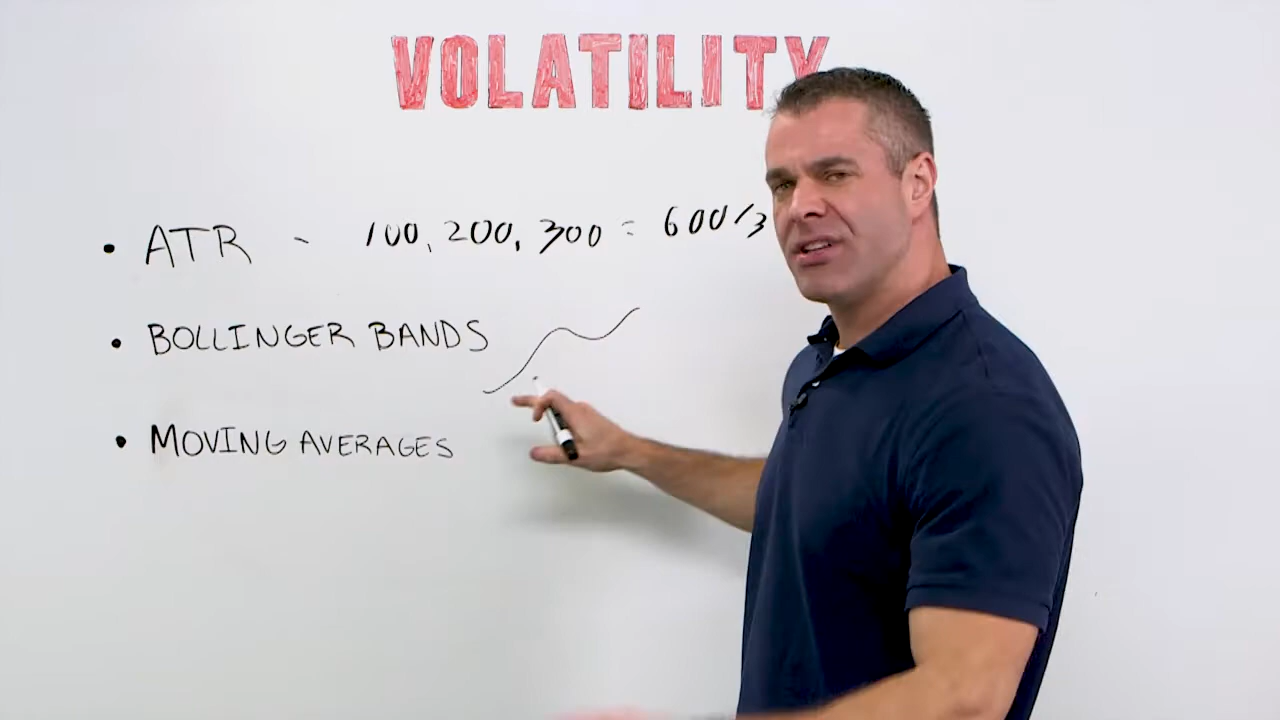 VOLATILITY
• ATR - 100, 200, 300 = 600/3
• BOLLINGER BANDS
• MOVING AVERAGES